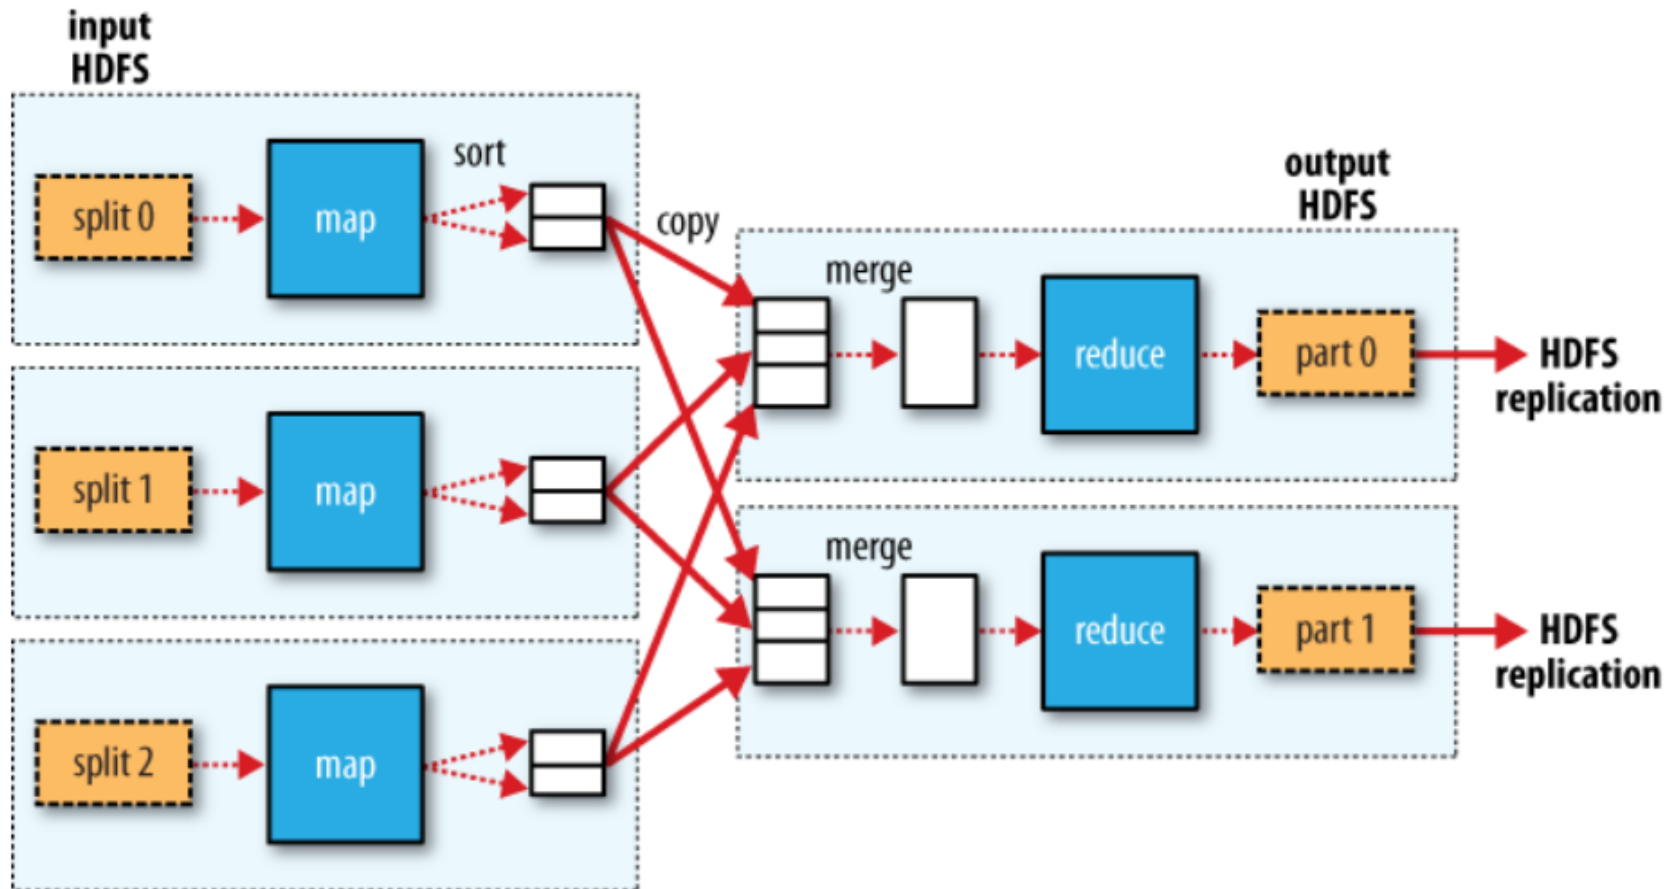 input
HDFS
split 0
map
sort
copy
split 1
map
split 2
map
output
HDFS
merge
reduce
part 0
HDFS
replication
merge
reduce
part 1
HDFS
replication